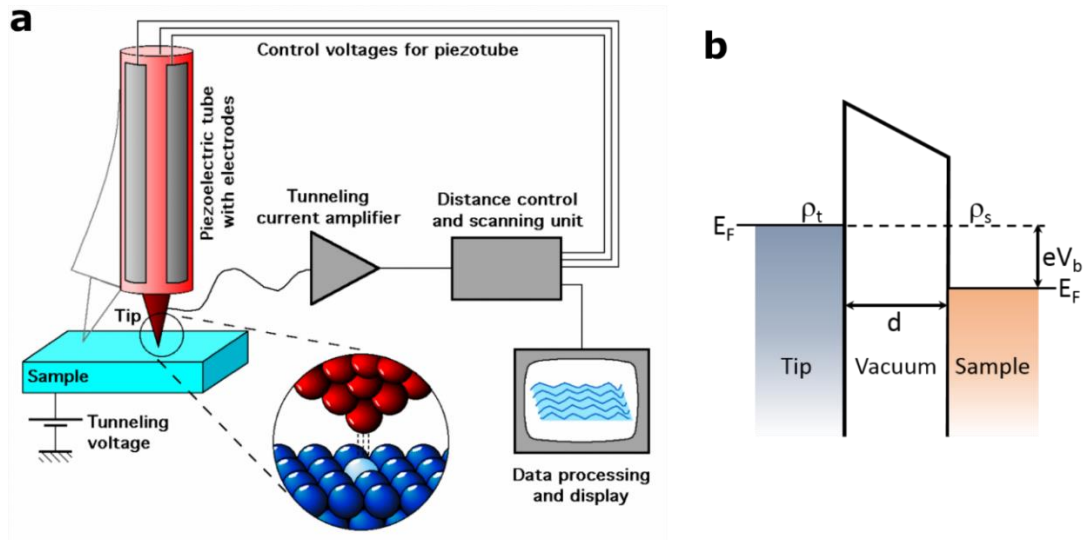 a
Control voltages for piezotube
Piezoelectric tube
with electrodes
Tunneling
current amplifier
Distance control
and scanning unit
Tip
Sample
Tunneling
voltage
Data processing
and display
b
E_F
ρ_t
ρ_s
eV_b
E_F
d
Tip
Vacuum
Sample